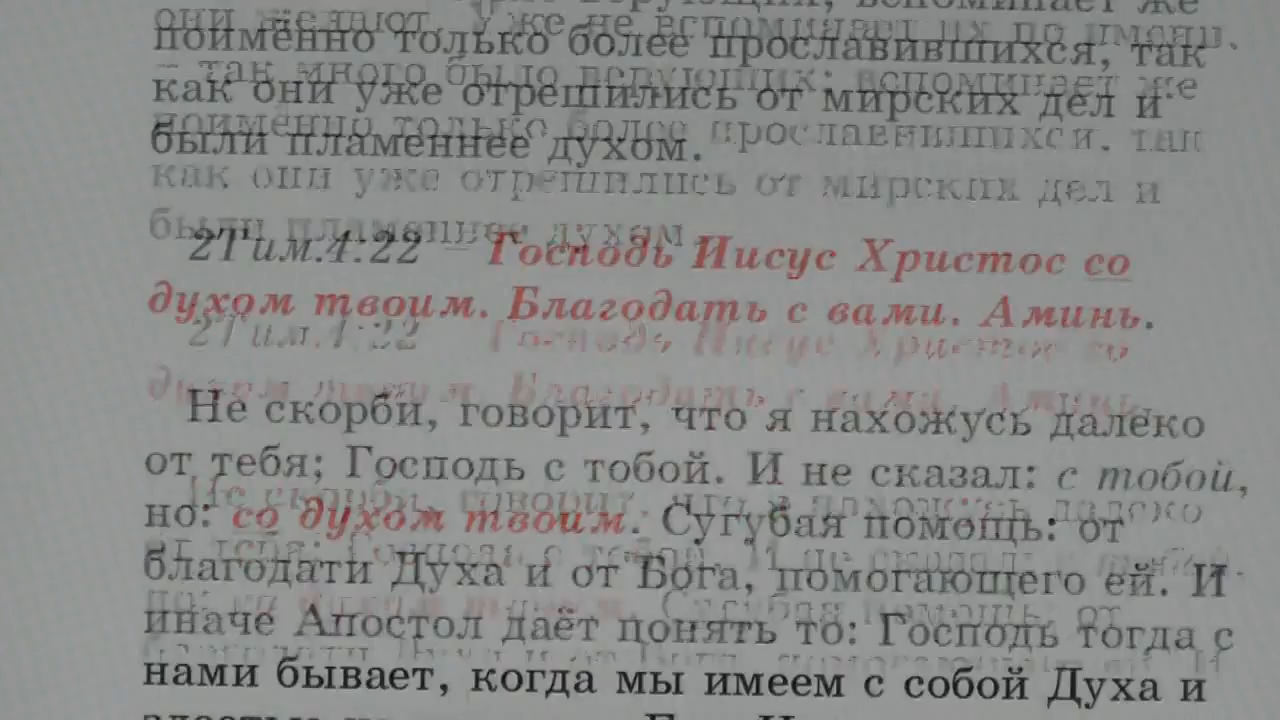 поимённо только более прославившихся, так
как они уже отрешились от мирских дел и
были пламеннее духом.
2Тим.4:22 – Господь Иисус Христос со
духом твоим. Благодать с вами. Аминь.
Не скорби, говорит, что я нахожусь далеко
от тебя; Господь с тобой. И не сказал: с тобой,
но: со духом твоим. Сугубая помощь: от
благодати Духа и от Бога, помогающего ей. И
иначе Апостол даёт понять то: Господь тогда с
нами бывает, когда мы имеем с собой Духа и